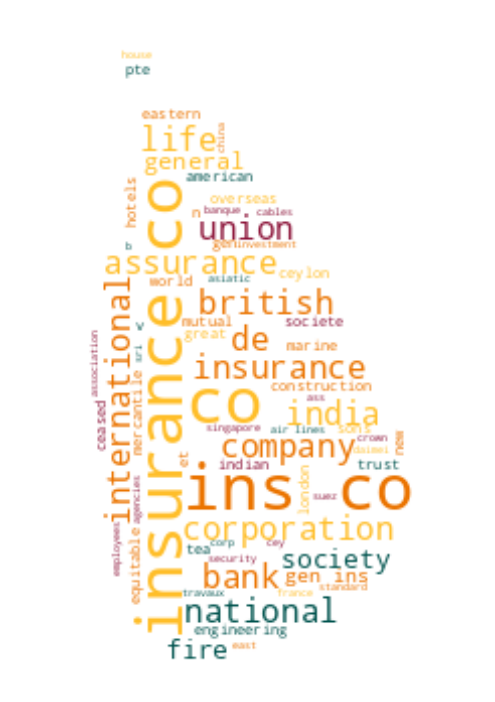 house
pte
eastern
life
china
general
american
hotels
co
overseas
n
banque
cables
union
b
gen
investment
assurance
ceylon
world
asiatic
international
british
mutual
societe
w
great
de
marine
association
sri
insurance
mercantile
construction
co
ass
india
ceased
singapore
air lines
sons
crown
new
company
daimei
et
indian
trust
ins co
london
suez
agencies
insurance co
corporation
employees
tea
corp
cey
security
society
equitable
bank
gen ins
standard
travaux
france
national
engineering
fire
east